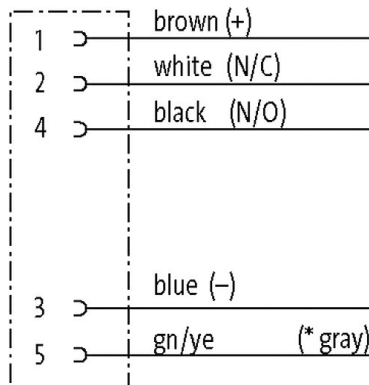 1 brown (+)
2 white (N/C)
4 black (N/O)
3 blue (–)
5 gn/ye (* gray)